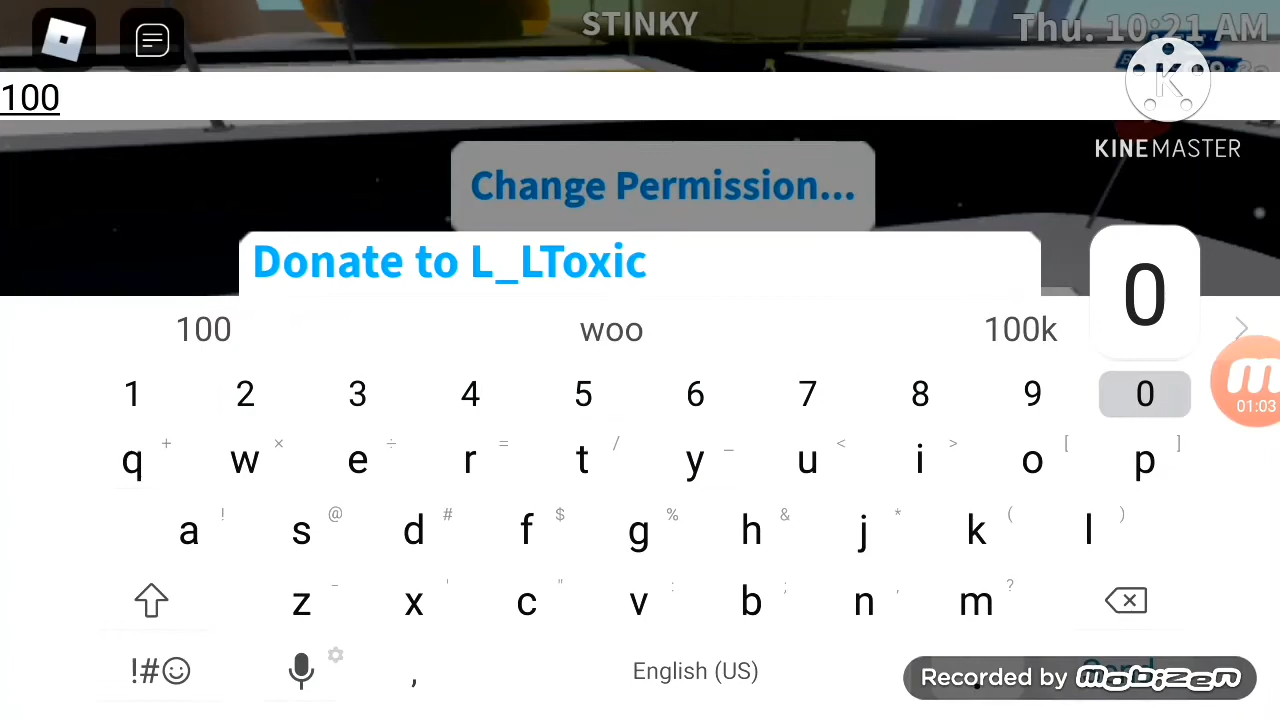 STINKY
Thu. 10:21 AM
100
K
KINEMASTER
Change Permission...
Donate to L_LToxic
0
100 woo 100k
01:03
1 2 3 4 5 6 7 8 9 0
+ × ÷ = / _ < > [ ]
q w e r t y u i o p
! @ # $ % & * ( )
a s d f g h j k l
- ' " : ; , ?
z x c v b n m
!#☺ , English (US) .
Recorded by mobizen